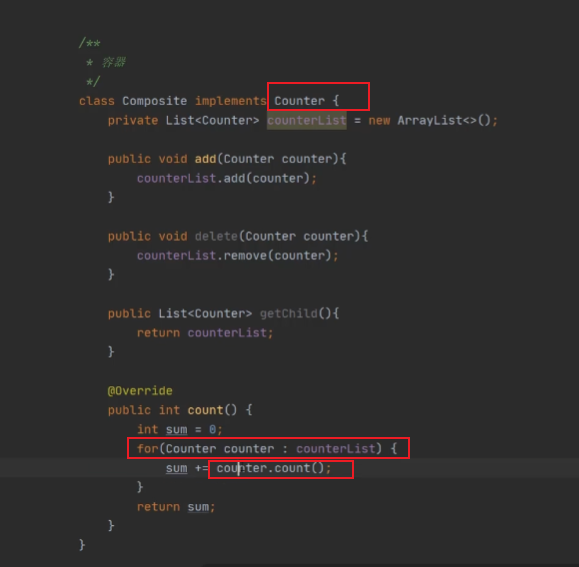 /**
* 容器
*/
class Composite implements Counter {
private List<Counter> counterList = new ArrayList<>();
public void add(Counter counter){
counterList.add(counter);
}
public void delete(Counter counter){
counterList.remove(counter);
}
public List<Counter> getChild(){
return counterList;
}
@Override
public int count() {
int sum = 0;
for(Counter counter : counterList) {
sum += counter.count();
}
return sum;
}
}